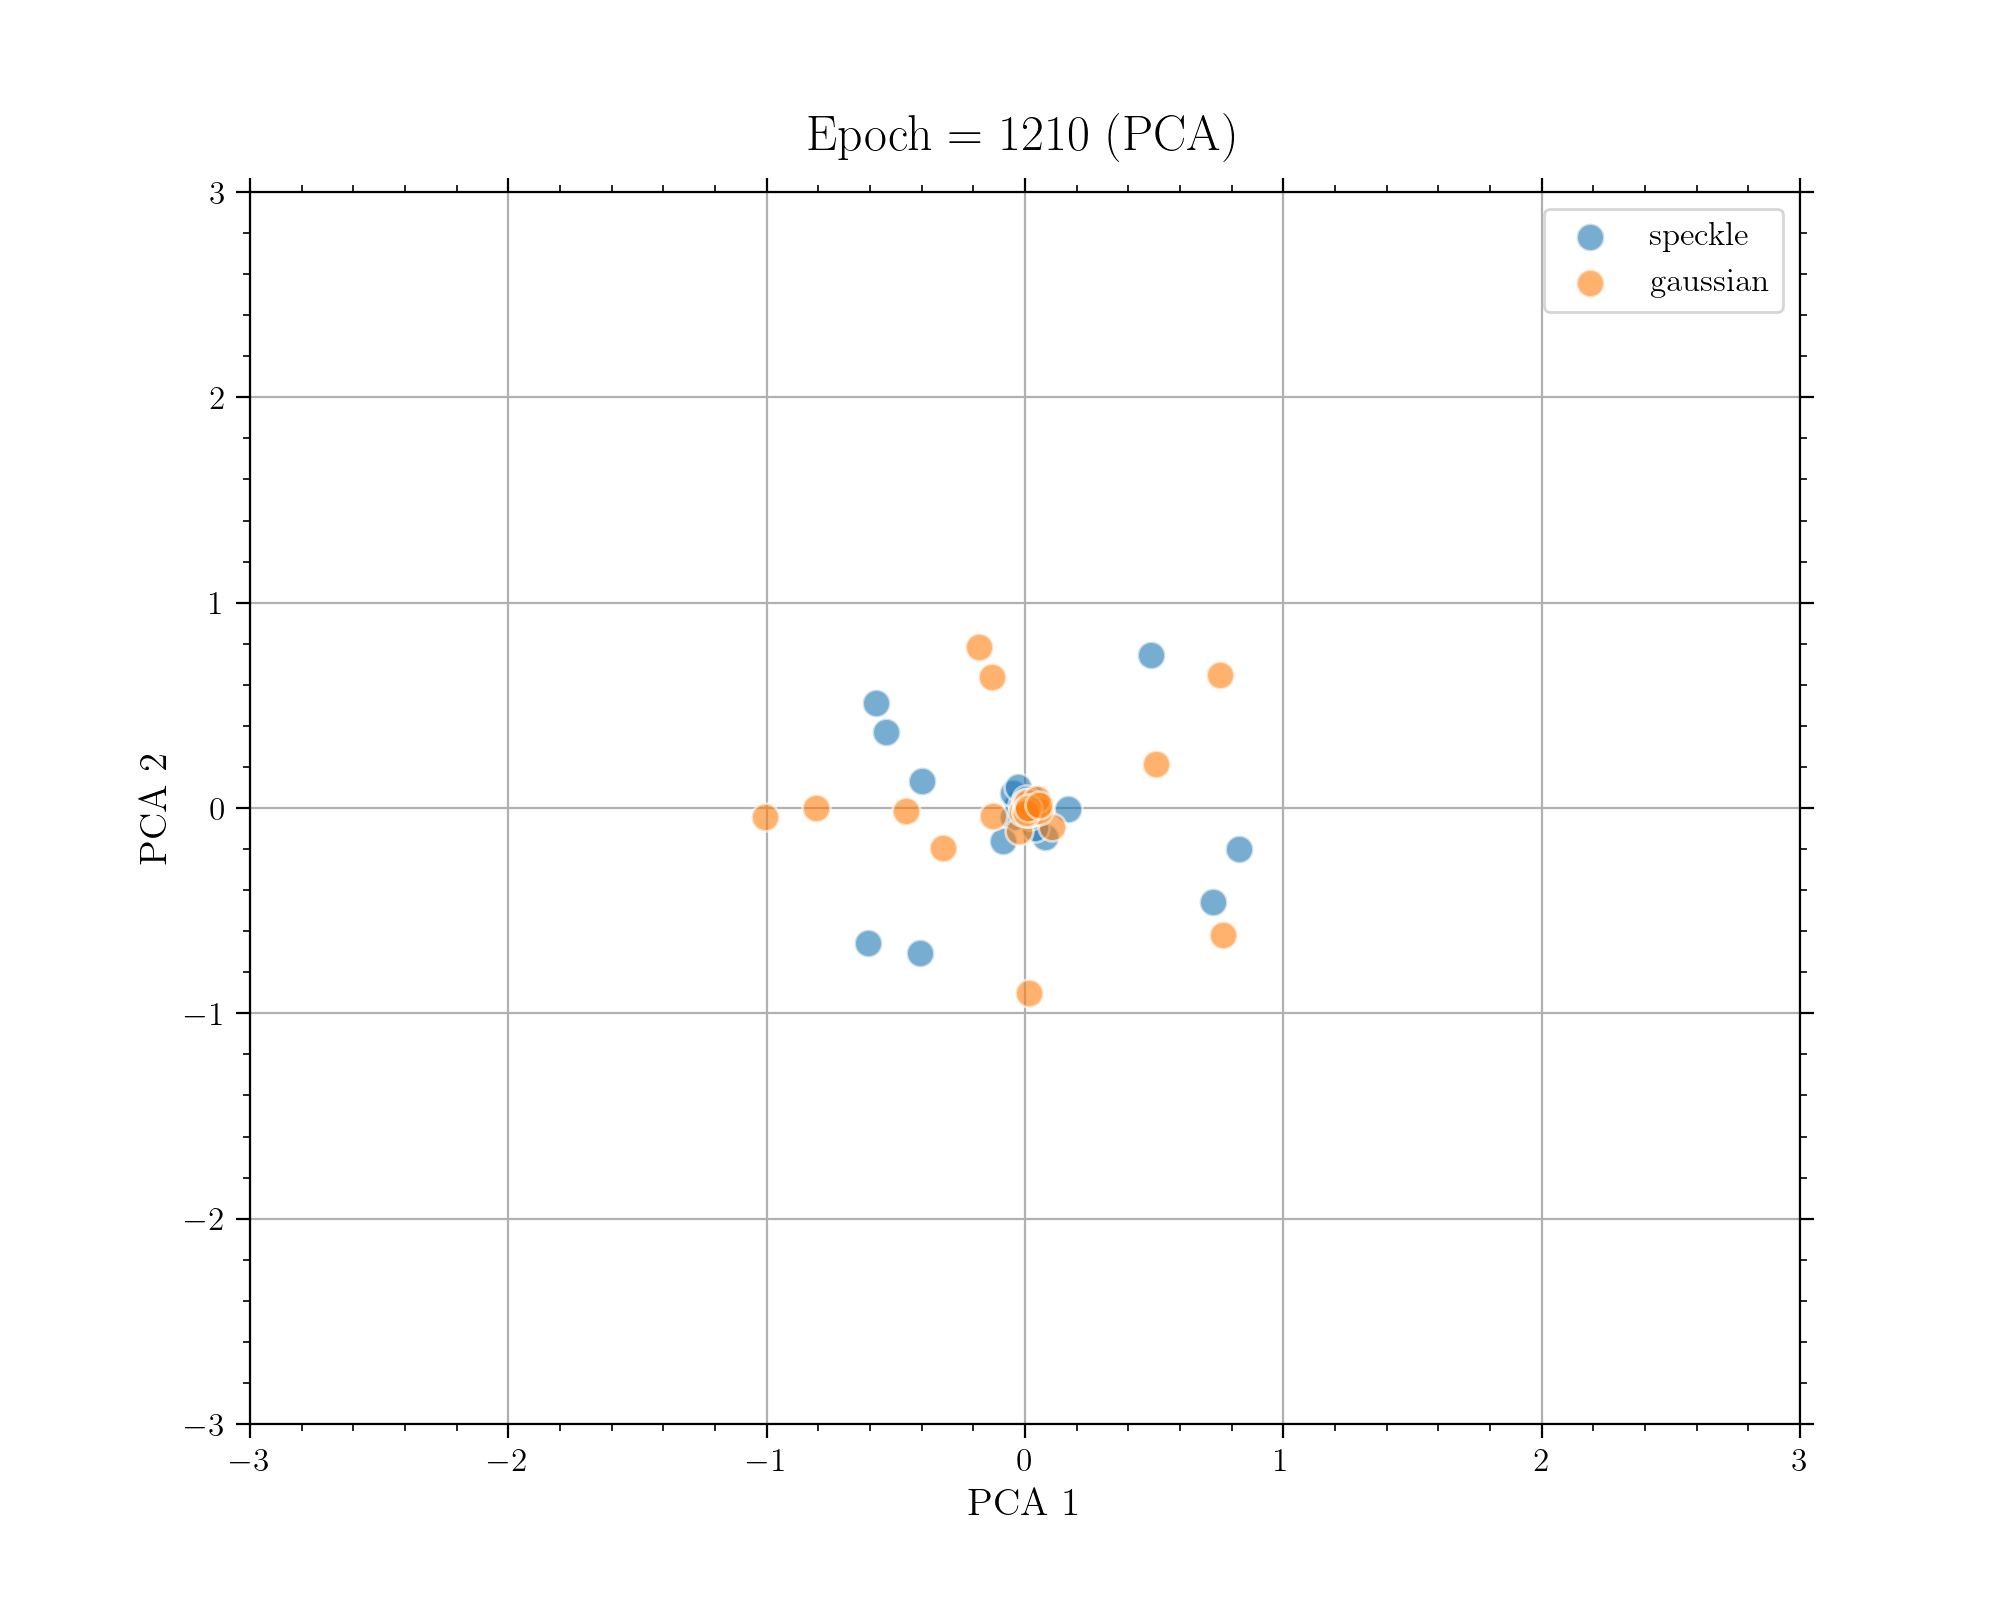 Epoch = 1210 (PCA)
speckle
gaussian
3
2
1
0
−1
−2
−3
PCA 2
−3 −2 −1 0 1 2 3
PCA 1